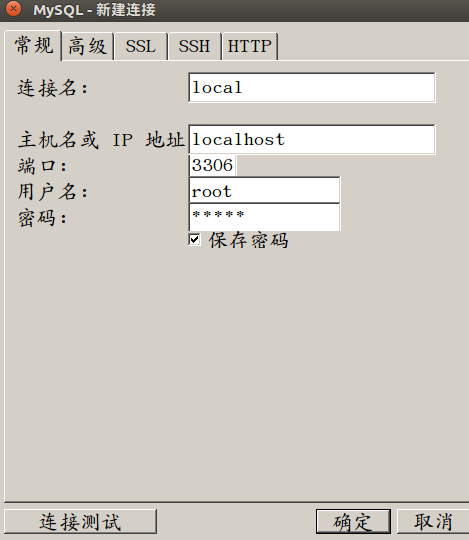 MySQL - 新建连接
常规 高级 SSL SSH HTTP
连接名: local
主机名或 IP 地址 localhost
端口: 3306
用户名: root
密码: *****
保存密码
连接测试 确定 取消